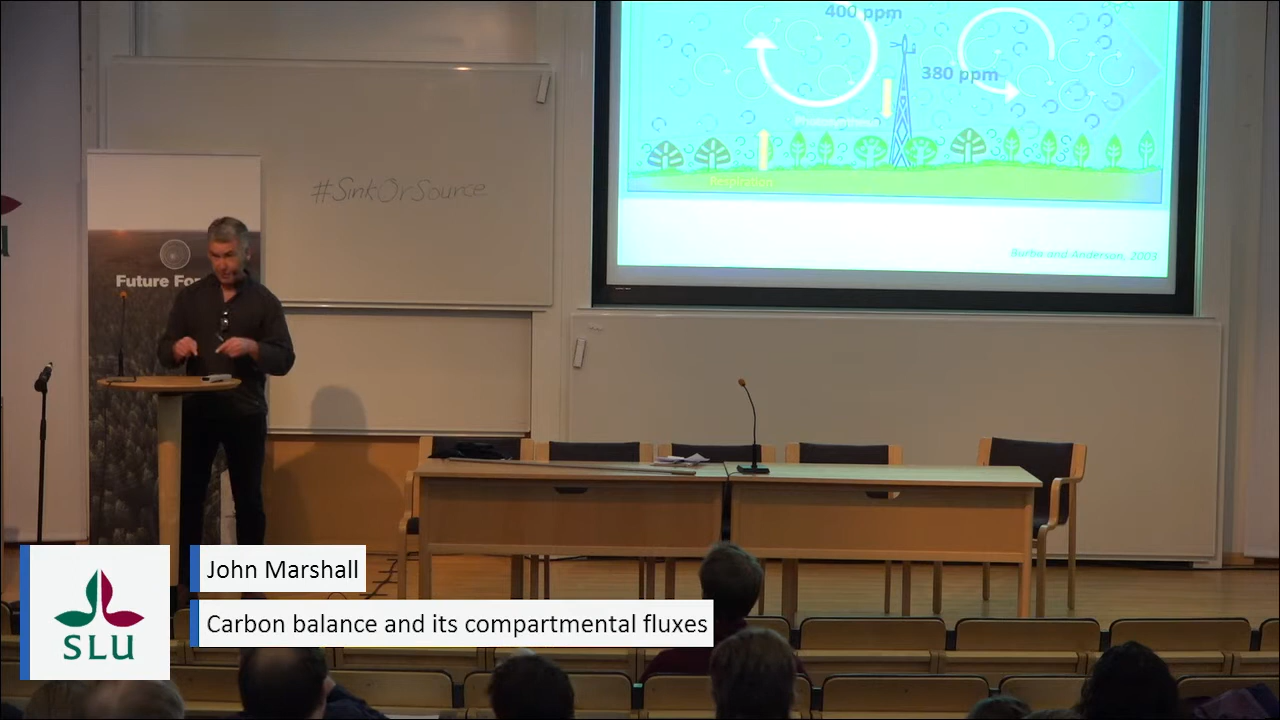 400 ppm
380 ppm
Photosynthesis
Respiration
Burba and Anderson, 2003
#SinkOrSource
Future For
John Marshall
Carbon balance and its compartmental fluxes
SLU